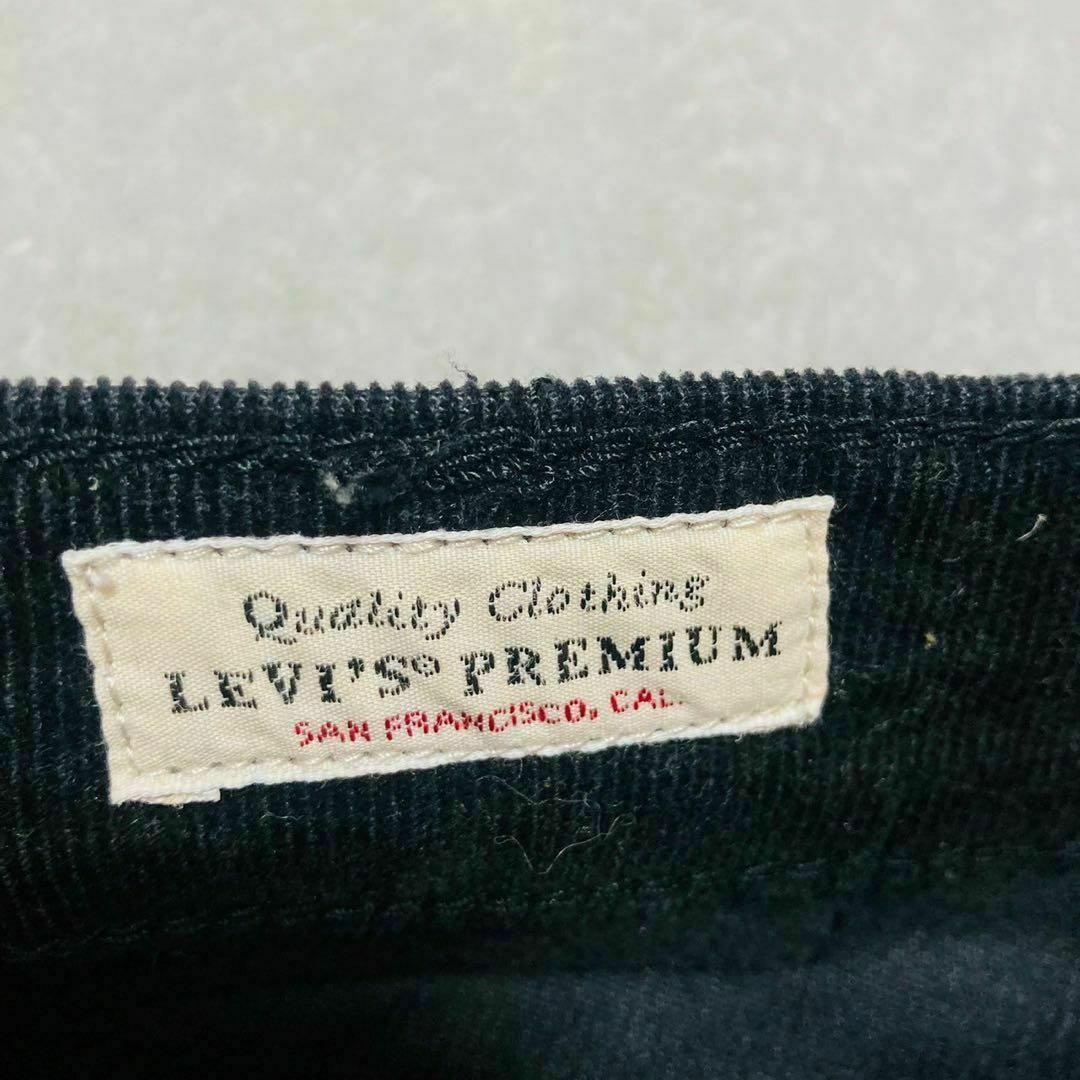 Quality Clothing
LEVI'S® PREMIUM
SAN FRANCISCO, CAL.